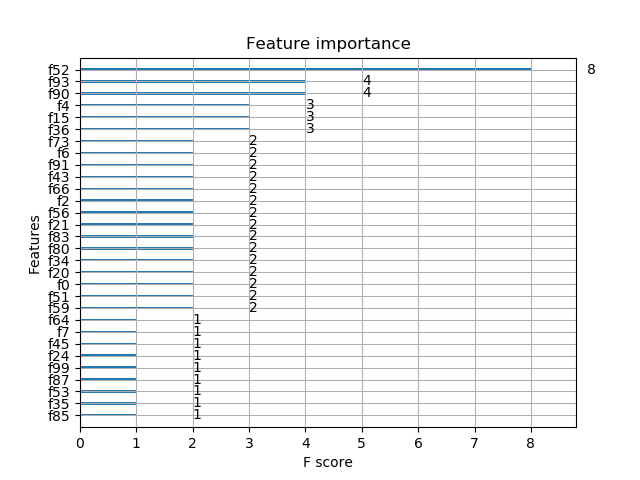 Feature importance
f52 8
f93 4
f90 4
f4 3
f15 3
f36 3
f73 2
f6 2
f91 2
f43 2
f66 2
f2 2
f56 2
f21 2
f83 2
f80 2
f34 2
f20 2
f0 2
f51 2
f59 2
f64 1
f7 1
f45 1
f24 1
f99 1
f87 1
f53 1
f35 1
f85 1
Features
0 1 2 3 4 5 6 7 8
F score